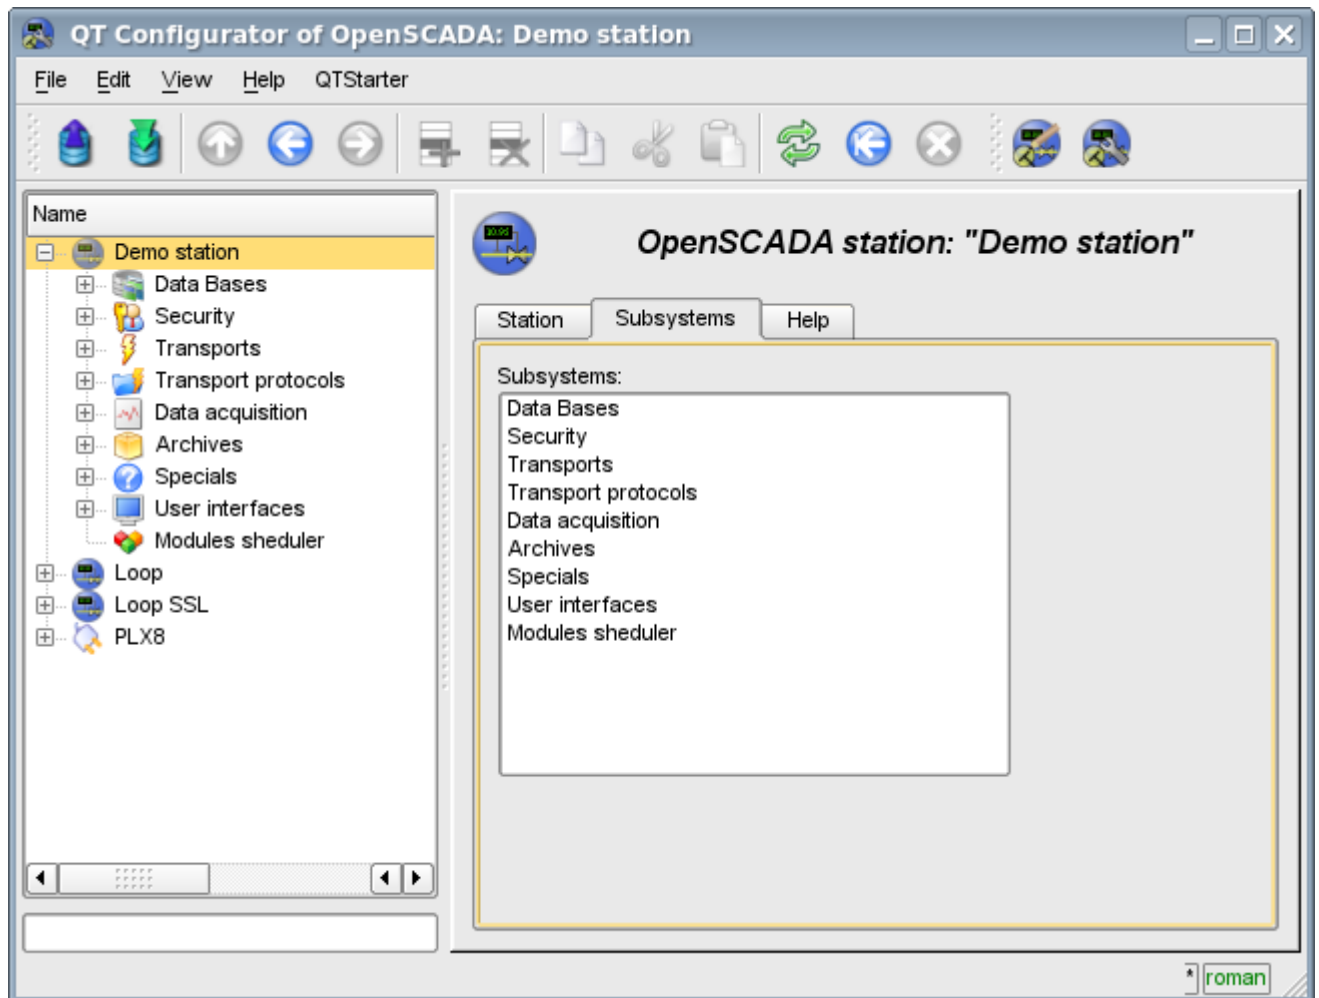 QT Configurator of OpenSCADA: Demo station
File Edit View Help QTStarter
Name
Demo station
Data Bases
Security
Transports
Transport protocols
Data acquisition
Archives
Specials
User interfaces
Modules sheduler
Loop
Loop SSL
PLX8
OpenSCADA station: "Demo station"
Station Subsystems Help
Subsystems:
Data Bases
Security
Transports
Transport protocols
Data acquisition
Archives
Specials
User interfaces
Modules sheduler
* roman